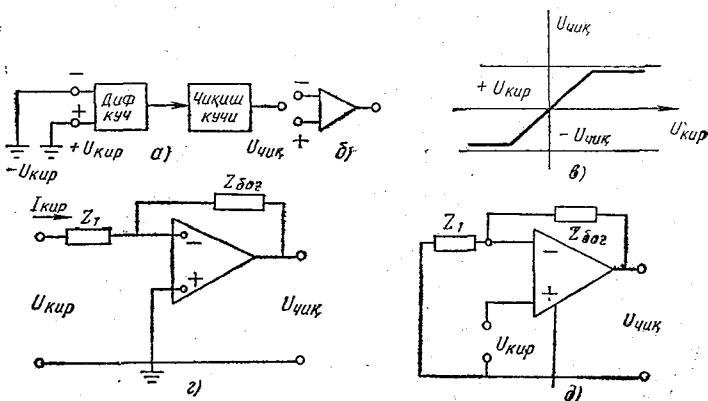 −
+
Диф
куч
Чиқиш
кучи
−
+
−Uкир
+Uкир
Uчиқ
а)
б)
Uчиқ
+ Uкир
− Uчиқ
Uкир
в)
Iкир
Z1
Zбоғ
−
+
Uкир
Uчиқ
г)
Z1
Zбоғ
−
+
Uкир
Uчиқ
д)